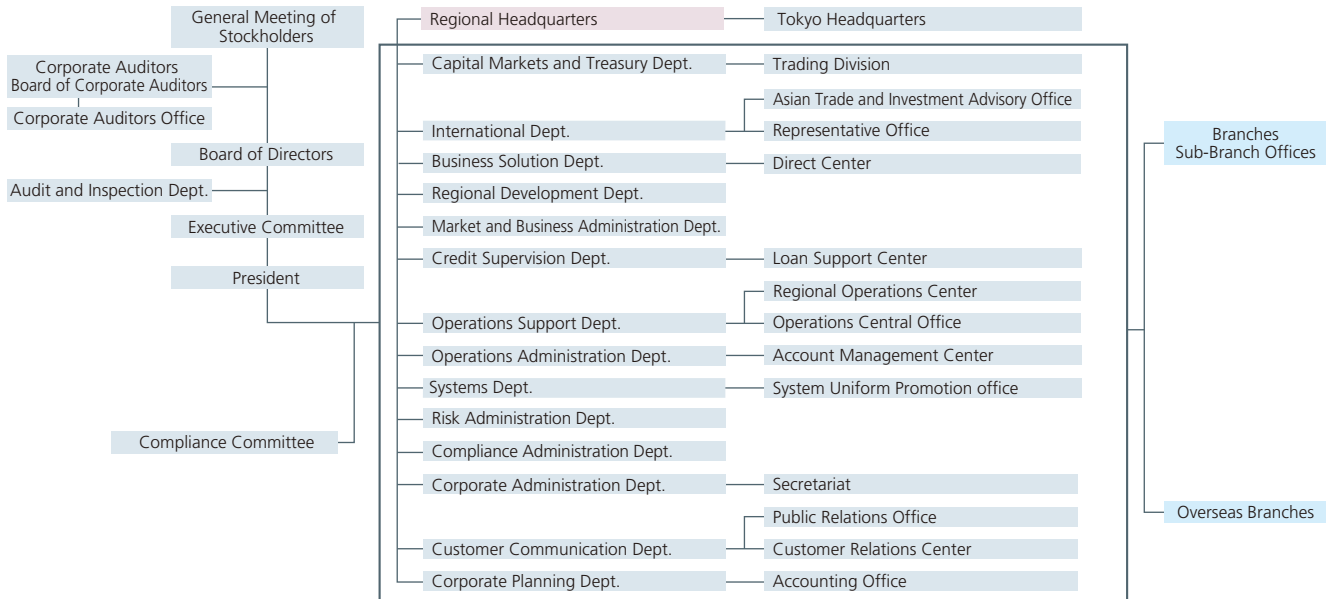 General Meeting of
Stockholders
Corporate Auditors
Board of Corporate Auditors
Corporate Auditors Office
Board of Directors
Audit and Inspection Dept.
Executive Committee
President
Compliance Committee
Regional Headquarters
Tokyo Headquarters
Capital Markets and Treasury Dept.
Trading Division
Asian Trade and Investment Advisory Office
International Dept.
Representative Office
Business Solution Dept.
Direct Center
Regional Development Dept.
Market and Business Administration Dept.
Credit Supervision Dept.
Loan Support Center
Regional Operations Center
Operations Support Dept.
Operations Central Office
Operations Administration Dept.
Account Management Center
Systems Dept.
System Uniform Promotion office
Risk Administration Dept.
Compliance Administration Dept.
Corporate Administration Dept.
Secretariat
Public Relations Office
Customer Communication Dept.
Customer Relations Center
Corporate Planning Dept.
Accounting Office
Branches
Sub-Branch Offices
Overseas Branches